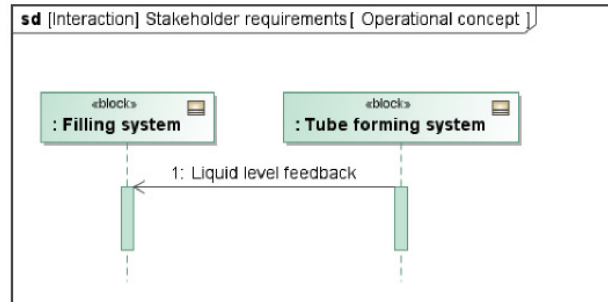 sd [Interaction] Stakeholder requirements[ Operational concept ]
«block»
: Filling system
«block»
: Tube forming system
1: Liquid level feedback